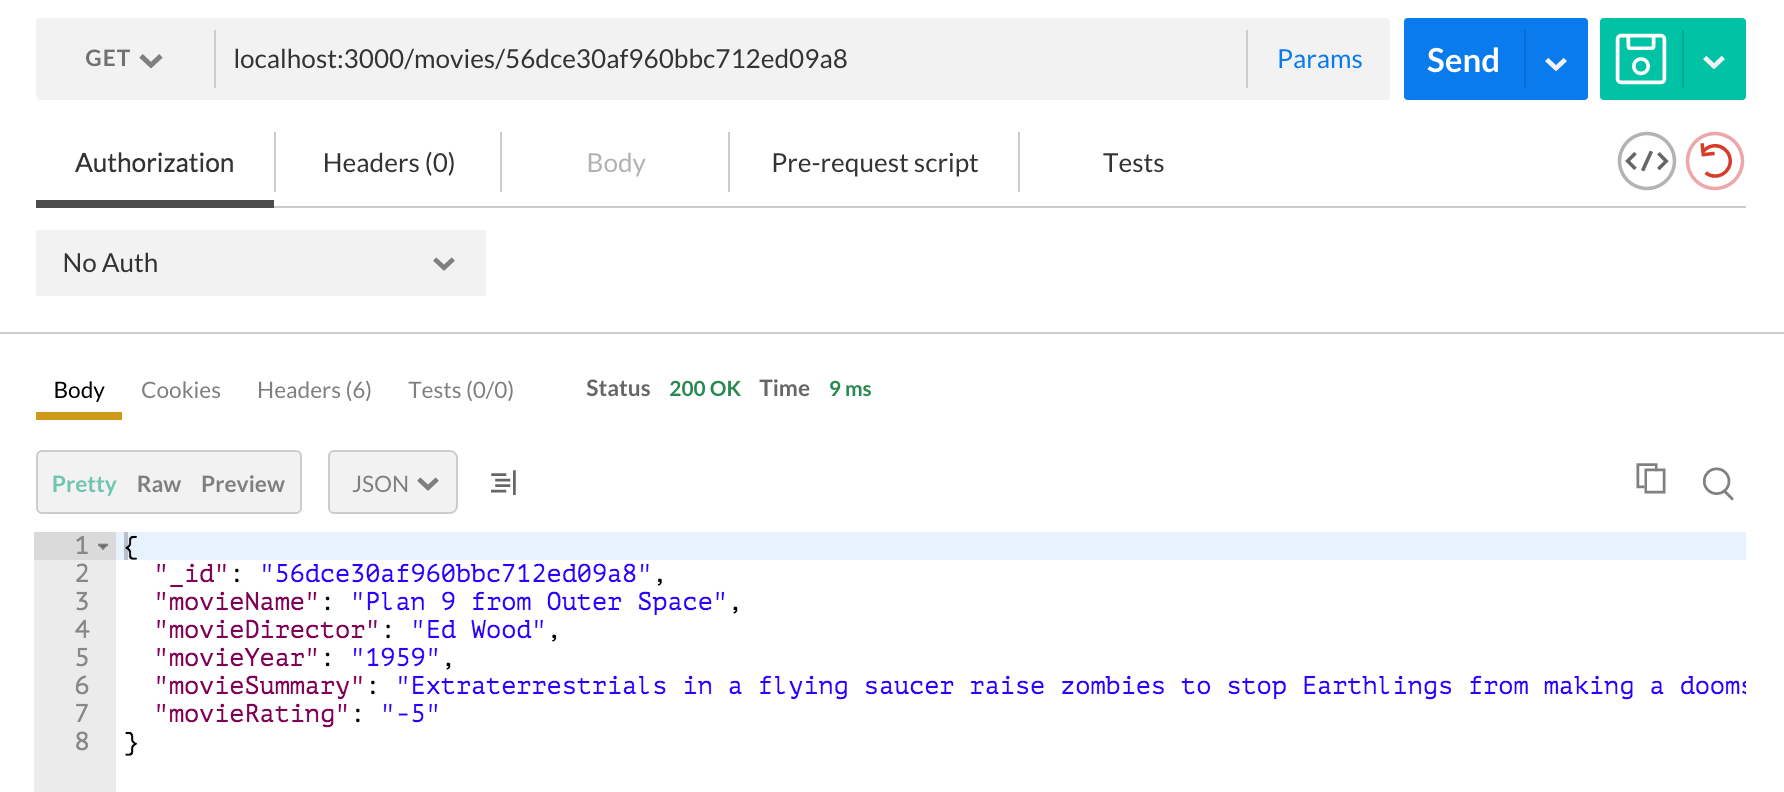 GET localhost:3000/movies/56dce30af960bbc712ed09a8 Params Send
Authorization Headers (0) Body Pre-request script Tests </>
No Auth
Body Cookies Headers (6) Tests (0/0) Status 200 OK Time 9 ms
Pretty Raw Preview JSON
1 {
2 "_id": "56dce30af960bbc712ed09a8",
3 "movieName": "Plan 9 from Outer Space",
4 "movieDirector": "Ed Wood",
5 "movieYear": "1959",
6 "movieSummary": "Extraterrestrials in a flying saucer raise zombies to stop Earthlings from making a
7 "movieRating": "-5"
8 }